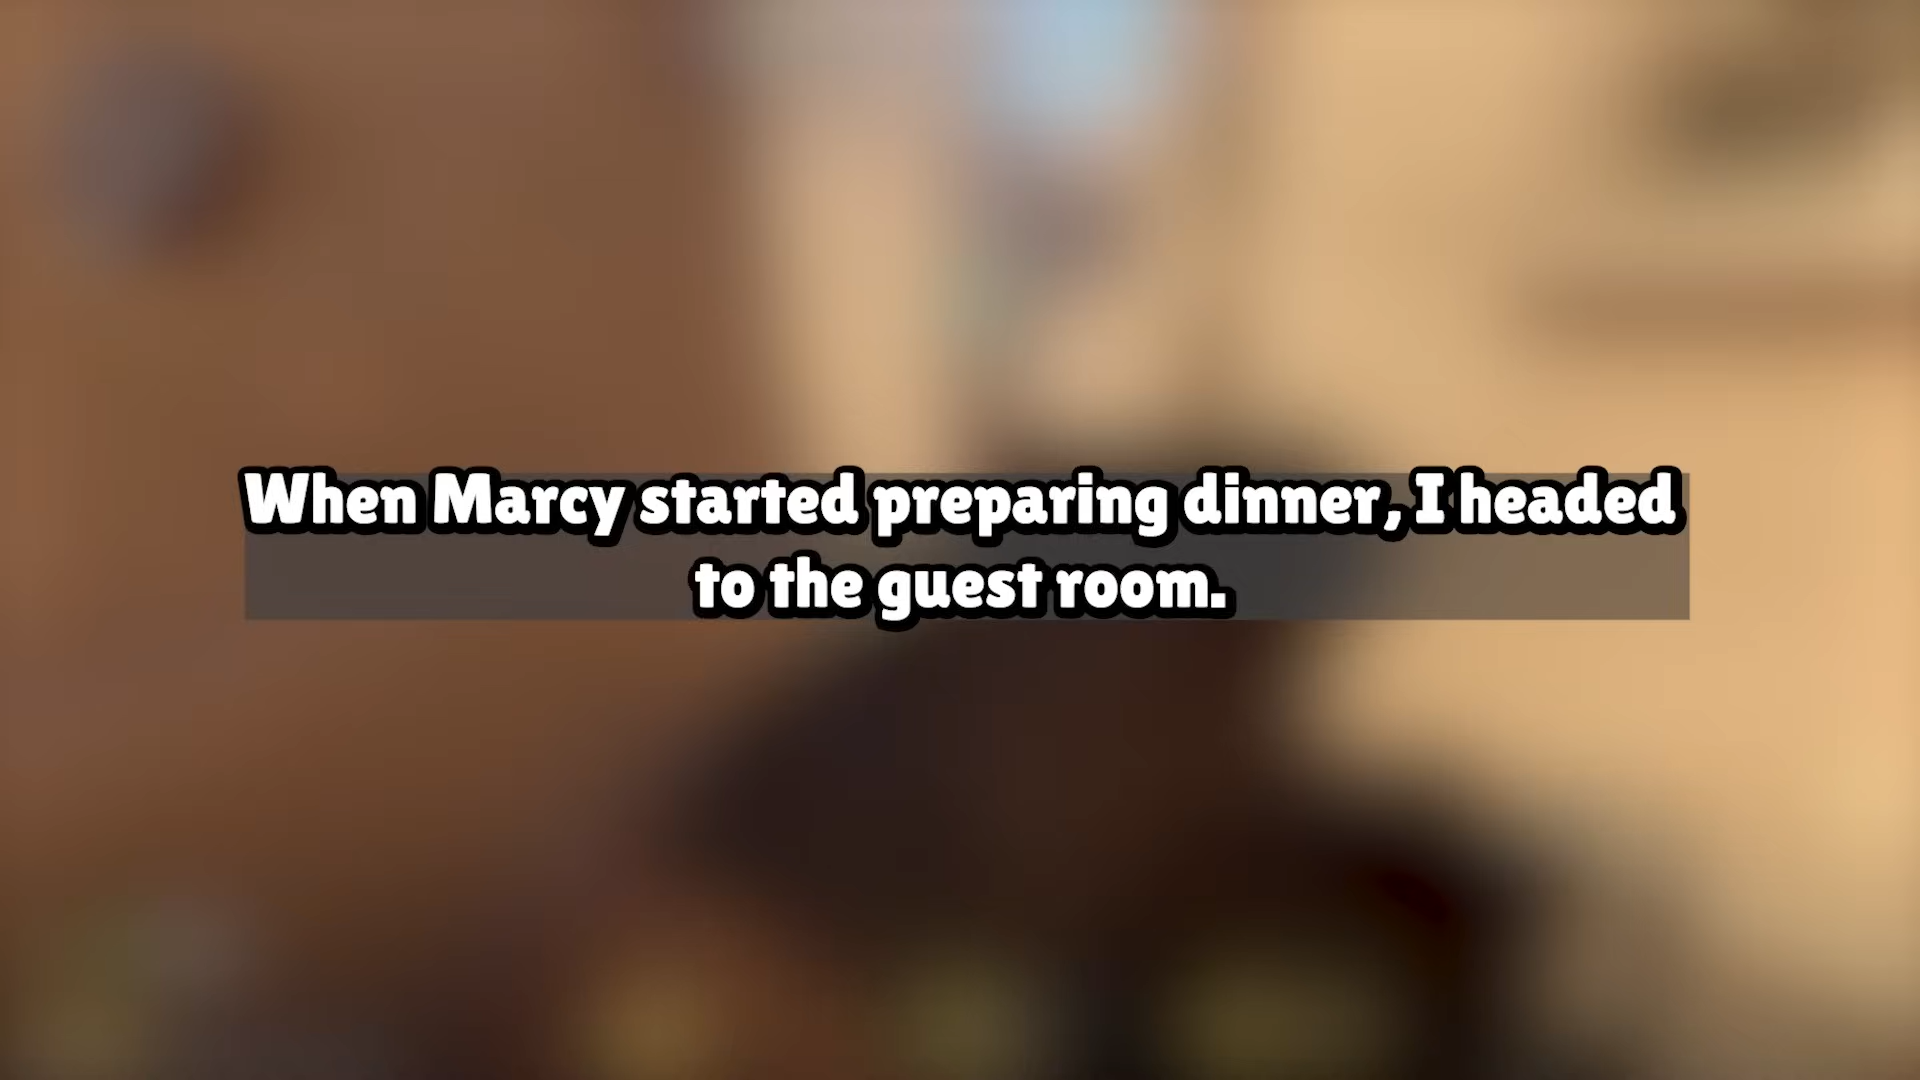 When Marcy started preparing dinner, I headed
to the guest room.